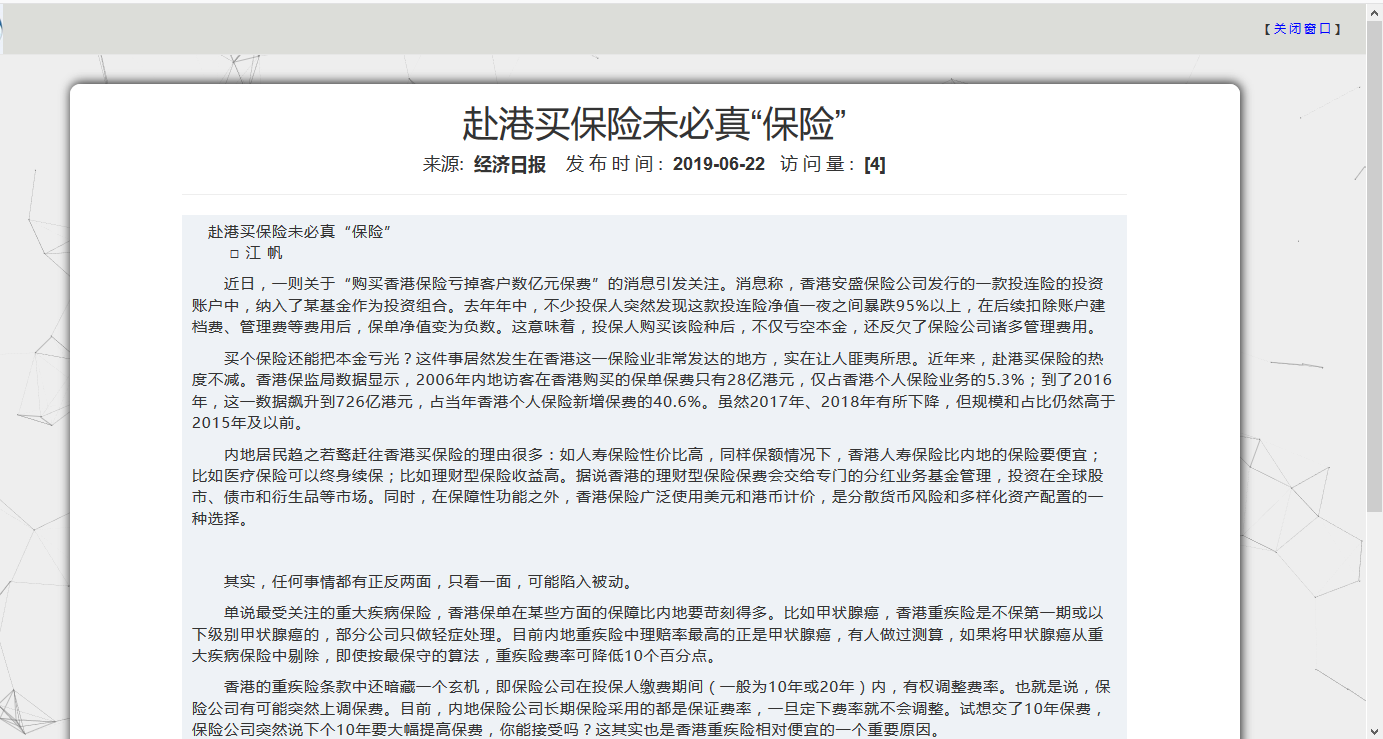 【关闭窗口】
赴港买保险未必真“保险”
来源: 经济日报 发布时间: 2019-06-22 访问量: [4]
赴港买保险未必真“保险”
□ 江 帆
近日，一则关于“购买香港保险亏掉客户数亿元保费”的消息引发关注。消息称，香港安盛保险公司发行的一款投连险的投资
账户中，纳入了某基金作为投资组合。去年年中，不少投保人突然发现这款投连险净值一夜之间暴跌95%以上，在后续扣除账户建
档费、管理费等费用后，保单净值变为负数。这意味着，投保人购买该险种后，不仅亏空本金，还反欠了保险公司诸多管理费用。
买个保险还能把本金亏光？这件事居然发生在香港这一保险业非常发达的地方，实在让人匪夷所思。近年来，赴港买保险的热
度不减。香港保监局数据显示，2006年内地访客在香港购买的保单保费只有28亿港元，仅占香港个人保险业务的5.3%；到了2016
年，这一数据飙升到726亿港元，占当年香港个人保险新增保费的40.6%。虽然2017年、2018年有所下降，但规模和占比仍然高于
2015年及以前。
内地居民趋之若鹜赶往香港买保险的理由很多：如人寿保险性价比高，同样保额情况下，香港人寿保险比内地的保险要便宜；
比如医疗保险可以终身续保；比如理财型保险收益高。据说香港的理财型保险保费会交给专门的分红业务基金管理，投资在全球股
市、债市和衍生品等市场。同时，在保障性功能之外，香港保险广泛使用美元和港币计价，是分散货币风险和多样化资产配置的一
种选择。
其实，任何事情都有正反两面，只看一面，可能陷入被动。
单说最受关注的重大疾病保险，香港保单在某些方面的保障比内地要苛刻得多。比如甲状腺癌，香港重疾险是不保第一期或以
下级别甲状腺癌的，部分公司只做轻症处理。目前内地重疾险中理赔率最高的正是甲状腺癌，有人做过测算，如果将甲状腺癌从重
大疾病保险中剔除，即使按最保守的算法，重疾险费率可降低10个百分点。
香港的重疾险条款中还暗藏一个玄机，即保险公司在投保人缴费期间（一般为10年或20年）内，有权调整费率。也就是说，保
险公司有可能突然上调保费。目前，内地保险公司长期保险采用的都是保证费率，一旦定下费率就不会调整。试想交了10年保费，
保险公司突然说下个10年要大幅提高保费，你能接受吗？这其实也是香港重疾险相对便宜的一个重要原因。